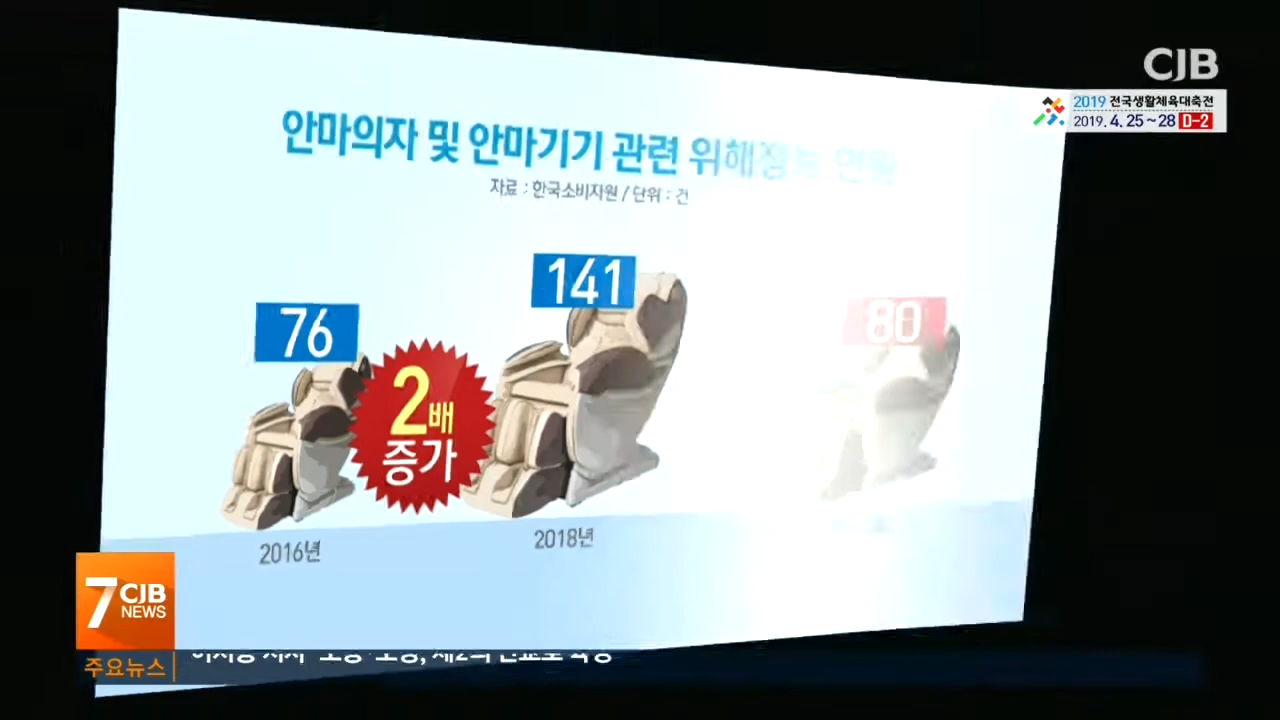 CJB
2019 전국생활체육대축전
2019. 4. 25~28 D-2
안마의자 및 안마기기 관련 위해정보 현황
자료 : 한국소비자원 / 단위 : 건
76
141
80
2배
증가
2016년
2018년
7 CJB
NEWS
주요뉴스